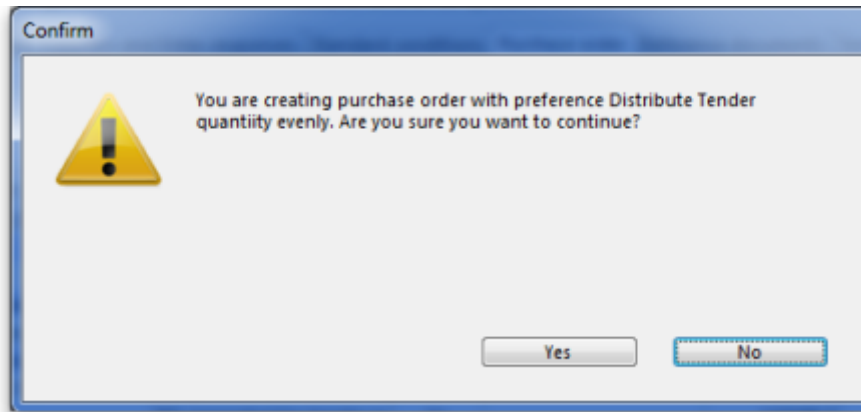 Confirm
You are creating purchase order with preference Distribute Tender
quantiity evenly. Are you sure you want to continue?
Yes
No